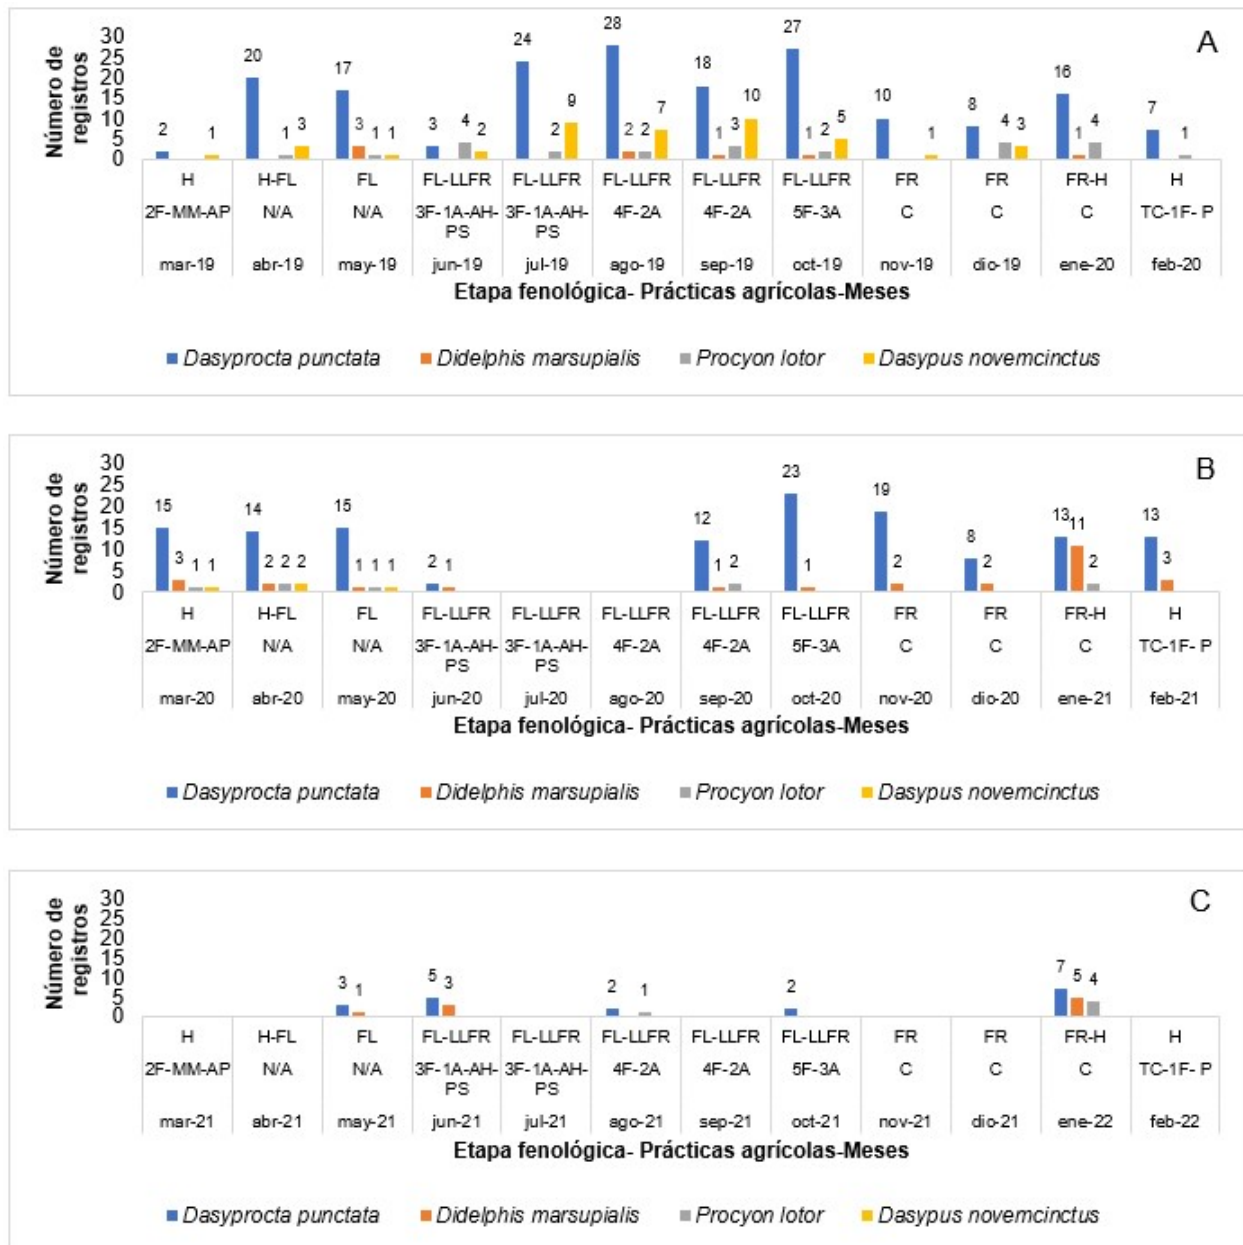 A
Número de
registros
30
25
20
15
10
5
0
2 1 20 1 3 17 3 1 1 3 4 2 24 2 9 28 2 2 7 18 1 3 10 27 1 2 5 10 1 8 4 3 16 1 4 7 1
H H-FL FL FL-LLFR FL-LLFR FL-LLFR FL-LLFR FL-LLFR FR FR FR-H H
2F-MM-AP N/A N/A 3F-1A-AH-PS 3F-1A-AH-PS 4F-2A 4F-2A 5F-3A C C C TC-1F- P
mar-19 abr-19 may-19 jun-19 jul-19 ago-19 sep-19 oct-19 nov-19 dio-19 ene-20 feb-20
Etapa fenológica- Prácticas agrícolas-Meses
Dasyprocta punctata Didelphis marsupialis Procyon lotor Dasypus novemcinctus
B
Número de
registros
30
25
20
15
10
5
0
15 3 1 1 14 2 2 2 15 1 1 1 2 1 12 1 2 23 1 19 2 8 2 13 11 2 13 3
H H-FL FL FL-LLFR FL-LLFR FL-LLFR FL-LLFR FL-LLFR FR FR FR-H H
2F-MM-AP N/A N/A 3F-1A-AH-PS 3F-1A-AH-PS 4F-2A 4F-2A 5F-3A C C C TC-1F- P
mar-20 abr-20 may-20 jun-20 jul-20 ago-20 sep-20 oct-20 nov-20 dio-20 ene-21 feb-21
Etapa fenológica- Prácticas agrícolas-Meses
Dasyprocta punctata Didelphis marsupialis Procyon lotor Dasypus novemcinctus
C
Número de
registros
30
25
20
15
10
5
0
3 1 5 3 2 1 2 7 5 4
H H-FL FL FL-LLFR FL-LLFR FL-LLFR FL-LLFR FL-LLFR FR FR FR-H H
2F-MM-AP N/A N/A 3F-1A-AH-PS 3F-1A-AH-PS 4F-2A 4F-2A 5F-3A C C C TC-1F- P
mar-21 abr-21 may-21 jun-21 jul-21 ago-21 sep-21 oct-21 nov-21 dio-21 ene-22 feb-22
Etapa fenológica- Prácticas agrícolas-Meses
Dasyprocta punctata Didelphis marsupialis Procyon lotor Dasypus novemcinctus